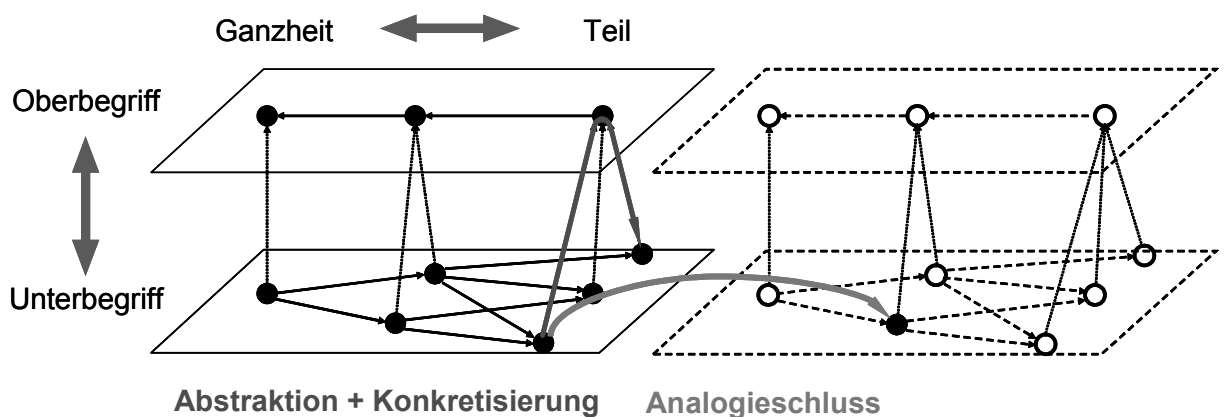 Ganzheit Teil
Oberbegriff
Unterbegriff
Abstraktion + Konkretisierung Analogieschluss